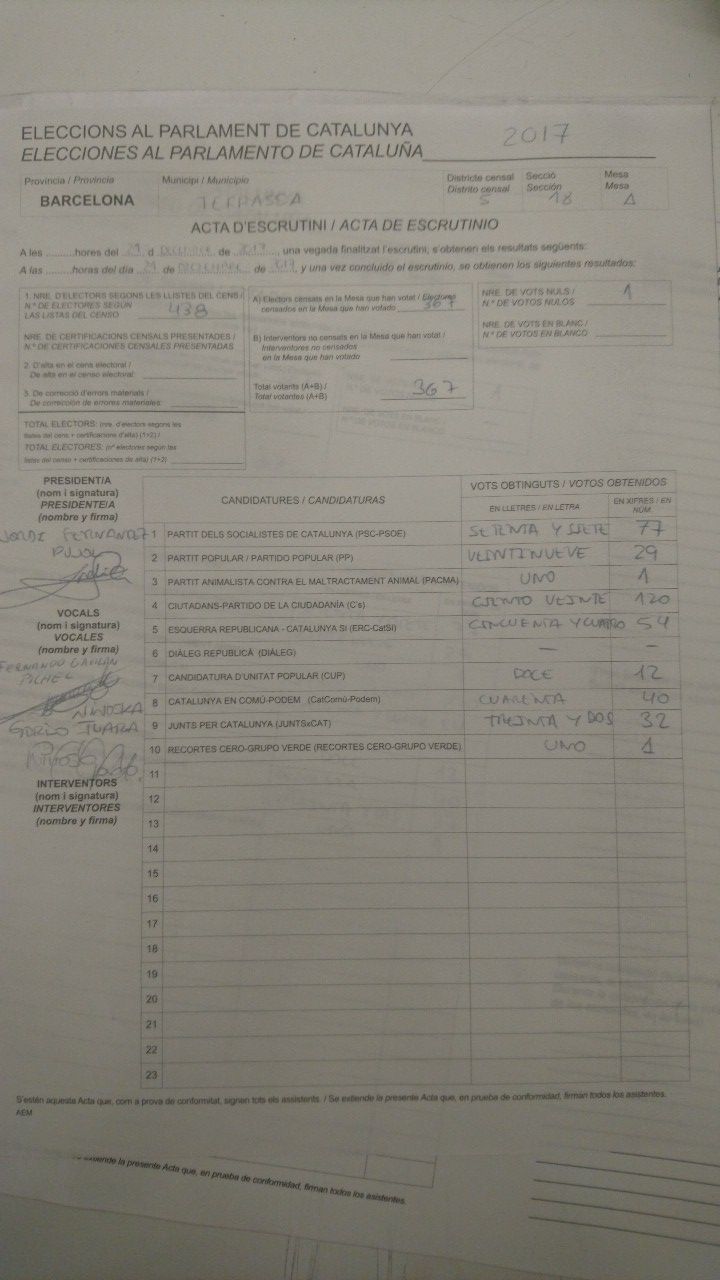 ELECCIONS AL PARLAMENT DE CATALUNYA
ELECCIONES AL PARLAMENTO DE CATALUÑA 2017
Provincia / Provincia Municipi / Municipio Districte censal Secció Mesa
Distrito censal Sección Mesa
BARCELONA TERRASSA 5 18 A
ACTA D'ESCRUTINI / ACTA DE ESCRUTINIO
A les .........hores del 21 d DICIEMBRE de 2017, una vegada finalitzat l'escrutini, s'obtenen els resultats següents:
A las .........horas del día 21 de DICIEMBRE de 2017, y una vez concluido el escrutinio, se obtienen los siguientes resultados:
1. NRE. D'ELECTORS SEGONS LES LLISTES DEL CENS /
N.º DE ELECTORES SEGÚN
LAS LISTAS DEL CENSO 438
NRE. DE CERTIFICACIONS CENSALS PRESENTADES /
N.º DE CERTIFICACIONES CENSALES PRESENTADAS
2. D'alta en el cens electoral /
De alta en el censo electoral:
3. De correcció d'errors materials /
De corrección de errores materiales:
TOTAL ELECTORS: (nre. d'electors segons les
llistes del cens + certificacions d'alta) (1+2) /
TOTAL ELECTORES: (nº electores según las
listas del censo + certificaciones de alta) (1+2)
A) Electors censats en la Mesa que han votat / Electores
censados en la Mesa que han votado 367
B) Interventors no censats en la Mesa que han votat /
Interventores no censados
en la Mesa que han votado
Total votants (A+B) /
Total votantes (A+B) 367
NRE. DE VOTS NULS /
N.º DE VOTOS NULOS 1
NRE. DE VOTS EN BLANC /
N.º DE VOTOS EN BLANCO
PRESIDENT/A
(nom i signatura)
PRESIDENTE/A
(nombre y firma)
JORDI FERNANDEZ
PUJOL
VOCALS
(nom i signatura)
VOCALES
(nombre y firma)
FERNANDO
INTERVENTORS
(nom i signatura)
INTERVENTORES
(nombre y firma)
CANDIDATURES / CANDIDATURAS VOTS OBTINGUTS / VOTOS OBTENIDOS
EN LLETRES / EN LETRA EN XIFRES / EN NÚM.
1 PARTIT DELS SOCIALISTES DE CATALUNYA (PSC-PSOE) SETENTA Y SIETE 77
2 PARTIT POPULAR / PARTIDO POPULAR (PP) VEINTINUEVE 29
3 PARTIT ANIMALISTA CONTRA EL MALTRACTAMENT ANIMAL (PACMA) UNO 1
4 CIUTADANS-PARTIDO DE LA CIUDADANÍA (C's) CIENTO VEINTE 120
5 ESQUERRA REPUBLICANA - CATALUNYA SÍ (ERC-CatSÍ) CINCUENTA Y CUATRO 54
6 DIÀLEG REPUBLICÀ (DIÀLEG) — –
7 CANDIDATURA D'UNITAT POPULAR (CUP) DOCE 12
8 CATALUNYA EN COMÚ-PODEM (CatComú-Podem) CUARENTA 40
9 JUNTS PER CATALUNYA (JUNTSxCAT) TREINTA Y DOS 32
10 RECORTES CERO-GRUPO VERDE (RECORTES CERO-GRUPO VERDE) UNO 1
11
12
13
14
15
16
17
18
19
20
21
22
23
S'estén aquesta Acta que, com a prova de conformitat, signen tots els assistents. / Se extiende la presente Acta que, en prueba de conformidad, firman todos los asistentes.
AEM
extiende la presente Acta que, en prueba de conformidad, firman todos los asistentes.